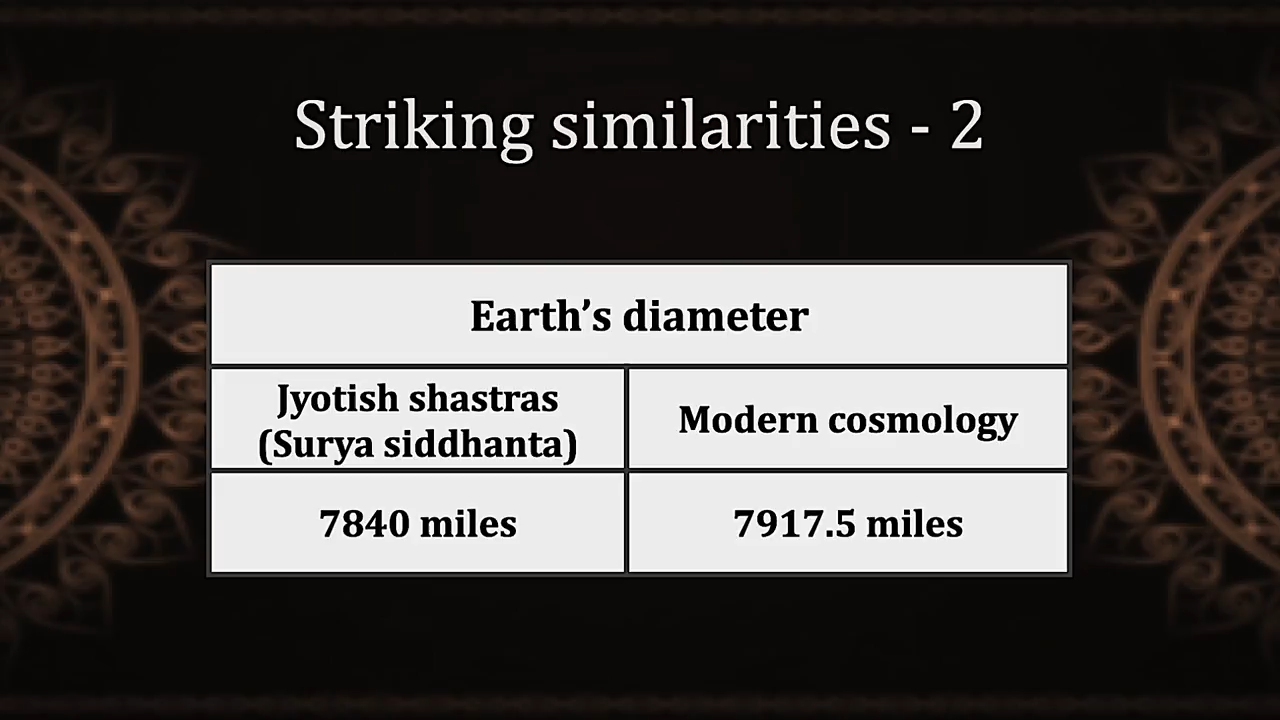 Striking similarities - 2
Earth’s diameter
Jyotish shastras
(Surya siddhanta)
Modern cosmology
7840 miles
7917.5 miles